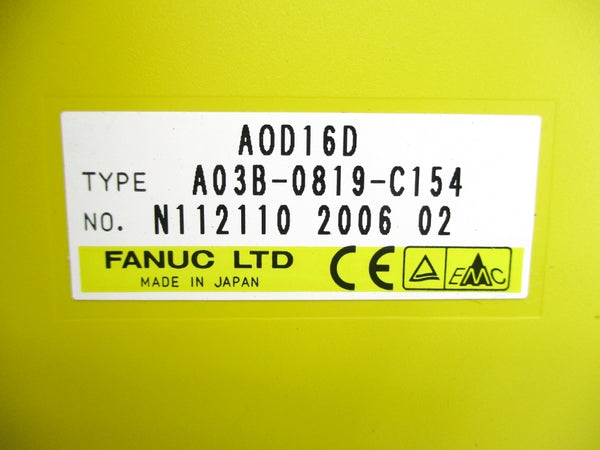 AOD16D
TYPE A03B-0819-C154
NO. N112110 2006 02
FANUC LTD
MADE IN JAPAN
CE
EMC